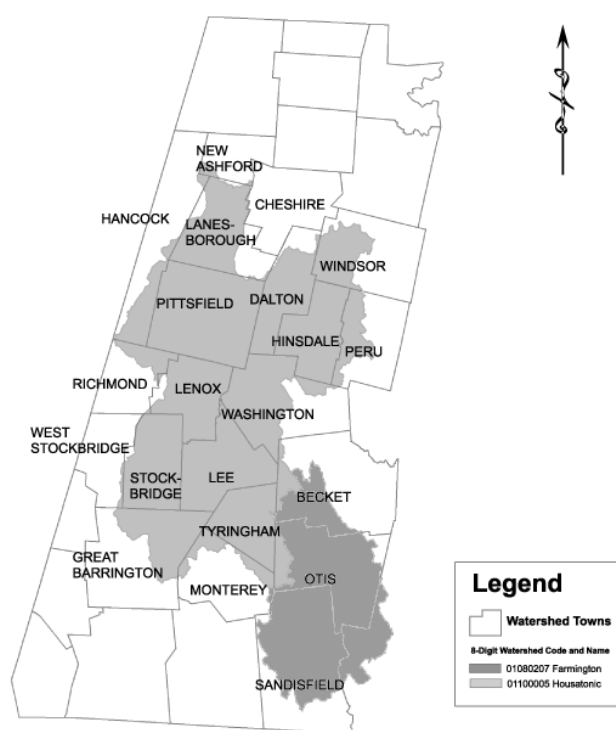 NEW
ASHFORD
CHESHIRE
HANCOCK
LANES-
BOROUGH
WINDSOR
PITTSFIELD
DALTON
HINSDALE
PERU
RICHMOND
LENOX
WASHINGTON
WEST
STOCKBRIDGE
STOCK-
BRIDGE
LEE
BECKET
TYRINGHAM
GREAT
BARRINGTON
OTIS
MONTEREY
SANDISFIELD
Legend
Watershed Towns
8-Digit Watershed Code and Name
01080207 Farmington
01100005 Housatonic